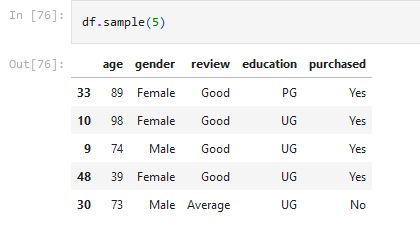 In [76]: df.sample(5)
Out[76]:
age gender review education purchased
33 89 Female Good PG Yes
10 98 Female Good UG Yes
9 74 Male Good UG Yes
48 39 Female Good UG Yes
30 73 Male Average UG No